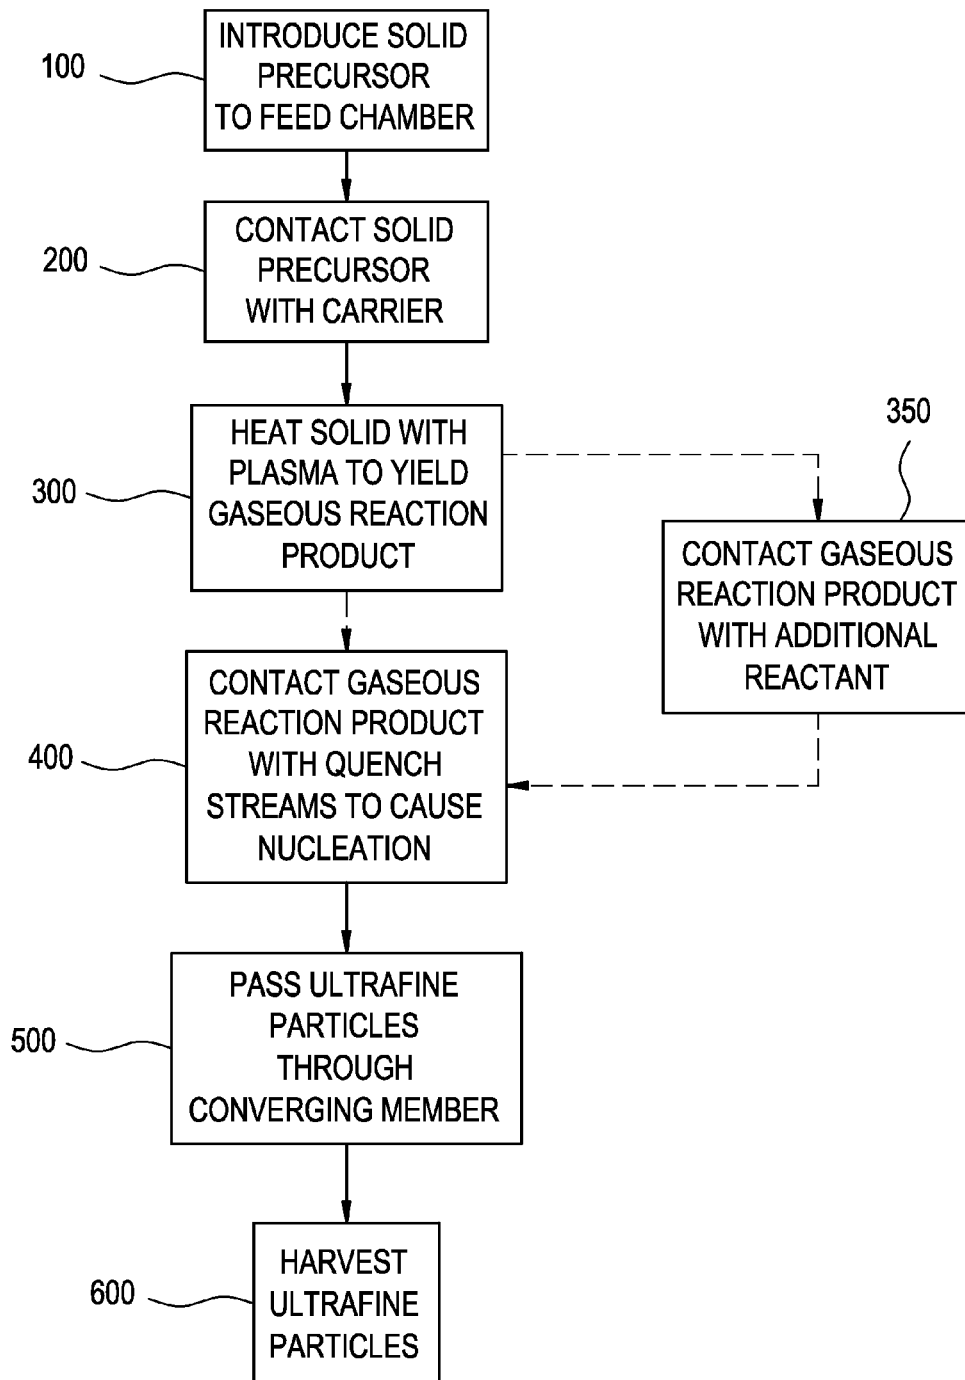 100
INTRODUCE SOLID
PRECURSOR
TO FEED CHAMBER
200
CONTACT SOLID
PRECURSOR
WITH CARRIER
300
HEAT SOLID WITH
PLASMA TO YIELD
GASEOUS REACTION
PRODUCT
350
CONTACT GASEOUS
REACTION PRODUCT
WITH ADDITIONAL
REACTANT
400
CONTACT GASEOUS
REACTION PRODUCT
WITH QUENCH
STREAMS TO CAUSE
NUCLEATION
500
PASS ULTRAFINE
PARTICLES
THROUGH
CONVERGING MEMBER
600
HARVEST
ULTRAFINE
PARTICLES